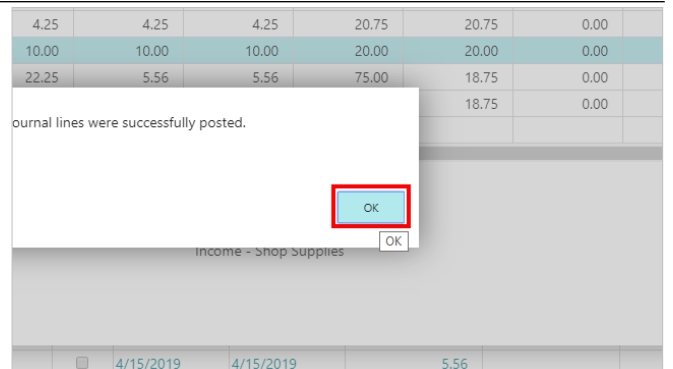 4.25 4.25 4.25 20.75 20.75 0.00
10.00 10.00 10.00 20.00 20.00 0.00
22.25 5.56 5.56 75.00 18.75 0.00
18.75 0.00
ournal lines were successfully posted.
OK
OK
Income - Shop Supplies
4/15/2019 4/15/2019 5.56